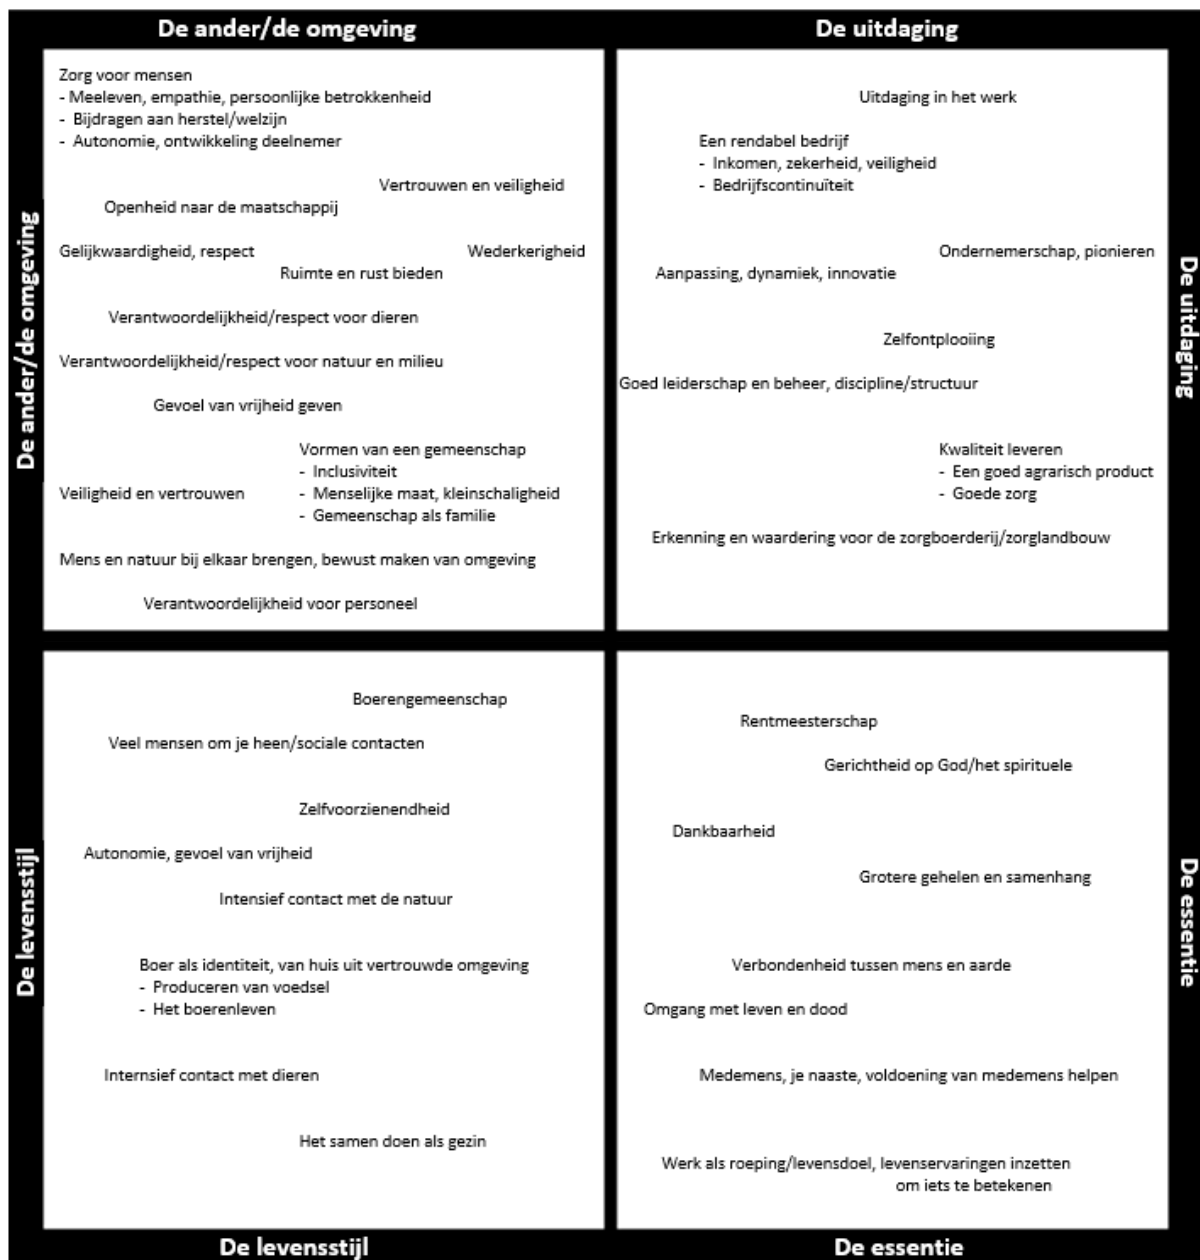 De ander/de omgeving
De uitdaging
De ander/de omgeving
Zorg voor mensen
- Meeleven, empathie, persoonlijke betrokkenheid
- Bijdragen aan herstel/welzijn
- Autonomie, ontwikkeling deelnemer
Vertrouwen en veiligheid
Openheid naar de maatschappij
Gelijkwaardigheid, respect
Wederkerigheid
Ruimte en rust bieden
Verantwoordelijkheid/respect voor dieren
Verantwoordelijkheid/respect voor natuur en milieu
Gevoel van vrijheid geven
Vormen van een gemeenschap
- Inclusiviteit
Veiligheid en vertrouwen
- Menselijke maat, kleinschaligheid
- Gemeenschap als familie
Mens en natuur bij elkaar brengen, bewust maken van omgeving
Verantwoordelijkheid voor personeel
Uitdaging in het werk
Een rendabel bedrijf
- Inkomen, zekerheid, veiligheid
- Bedrijfscontinuïteit
Ondernemerschap, pionieren
Aanpassing, dynamiek, innovatie
Zelfontplooiing
Goed leiderschap en beheer, discipline/structuur
Kwaliteit leveren
- Een goed agrarisch product
- Goede zorg
Erkenning en waardering voor de zorgboerderij/zorglandbouw
De uitdaging
De levensstijl
Boerengemeenschap
Veel mensen om je heen/sociale contacten
Zelfvoorzienendheid
Autonomie, gevoel van vrijheid
Intensief contact met de natuur
Boer als identiteit, van huis uit vertrouwde omgeving
- Produceren van voedsel
- Het boerenleven
Internsief contact met dieren
Het samen doen als gezin
Rentmeesterschap
Gerichtheid op God/het spirituele
Dankbaarheid
Grotere gehelen en samenhang
Verbondenheid tussen mens en aarde
Omgang met leven en dood
Medemens, je naaste, voldoening van medemens helpen
Werk als roeping/levensdoel, levenservaringen inzetten
om iets te betekenen
De essentie
De levensstijl
De essentie